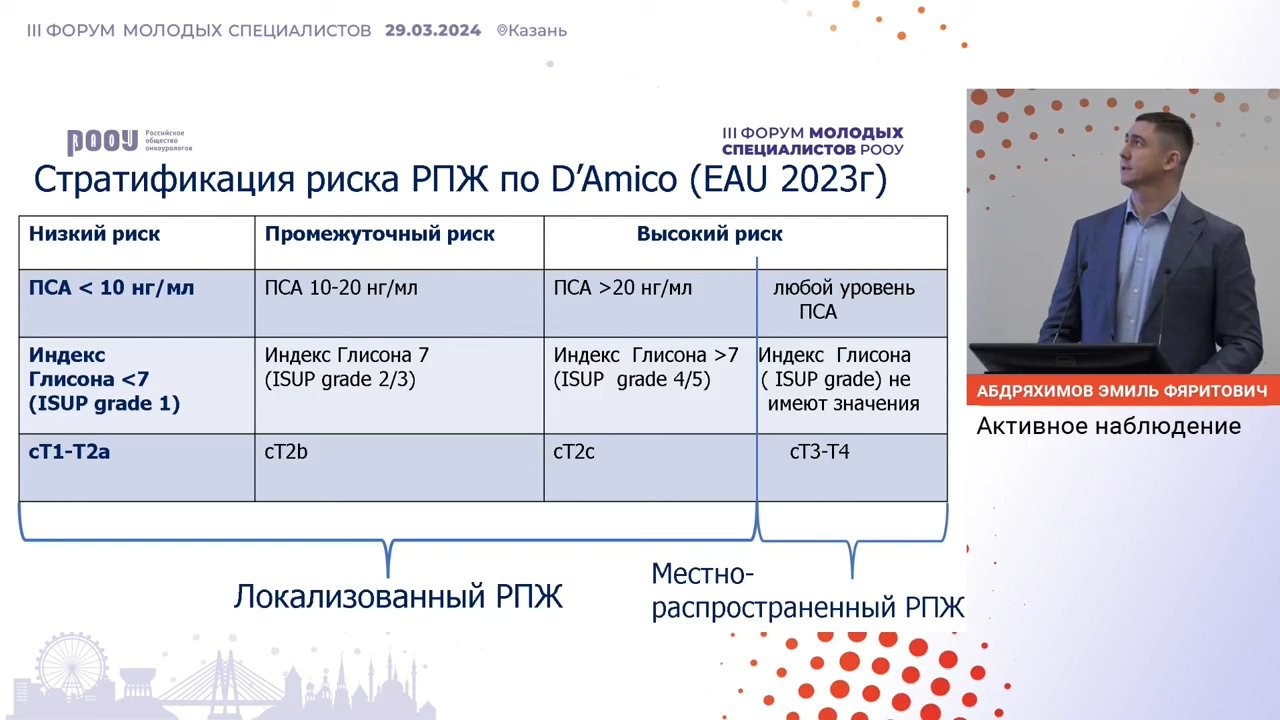 III ФОРУМ МОЛОДЫХ СПЕЦИАЛИСТОВ 29.03.2024 Казань
РООУ Российское
общество
онкоурологов
III ФОРУМ МОЛОДЫХ
СПЕЦИАЛИСТОВ РООУ
Стратификация риска РПЖ по D’Amico (EAU 2023г)
Низкий риск
Промежуточный риск
Высокий риск
ПСА < 10 нг/мл
ПСА 10-20 нг/мл
ПСА >20 нг/мл
любой уровень
ПСА
Индекс
Глисона <7
(ISUP grade 1)
Индекс Глисона 7
(ISUP grade 2/3)
Индекс Глисона >7
(ISUP grade 4/5)
Индекс Глисона
( ISUP grade) не
имеют значения
cT1-T2a
cT2b
cT2c
cT3-T4
Локализованный РПЖ
Местно-
распространенный РПЖ
АБДРЯХИМОВ ЭМИЛЬ ФЯРИТОВИЧ
Активное наблюдение